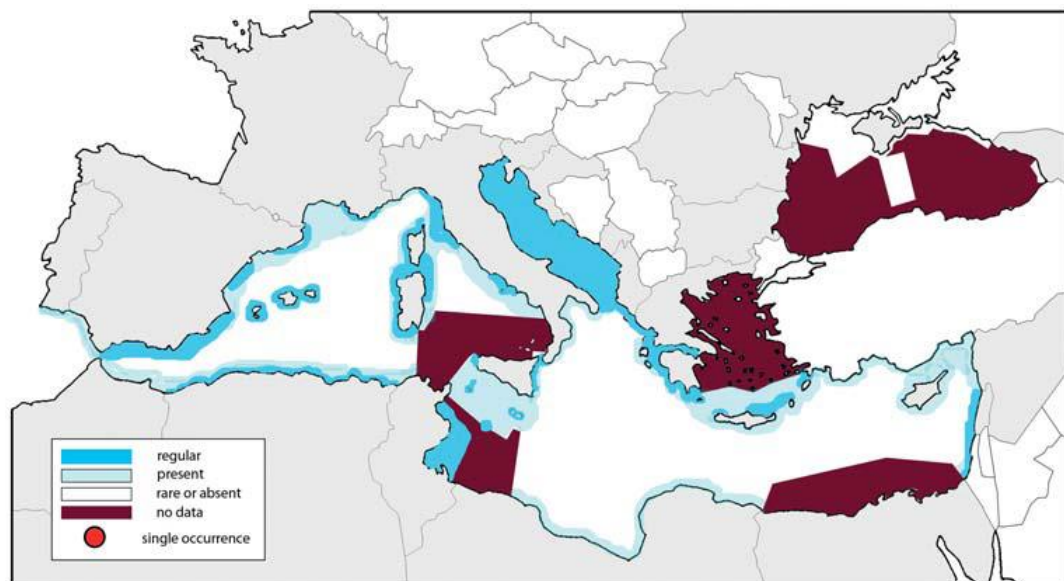 regular
present
rare or absent
no data
single occurrence